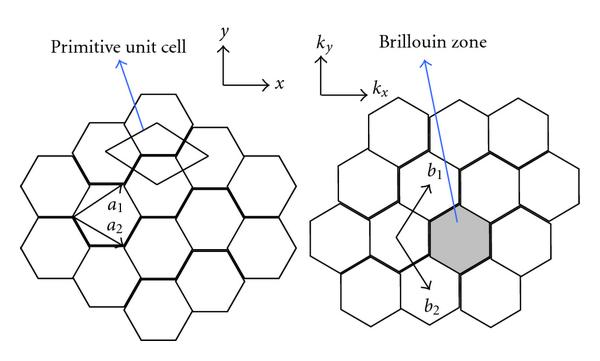 Primitive unit cell
y
x
a1
a2
ky
kx
Brillouin zone
b1
b2